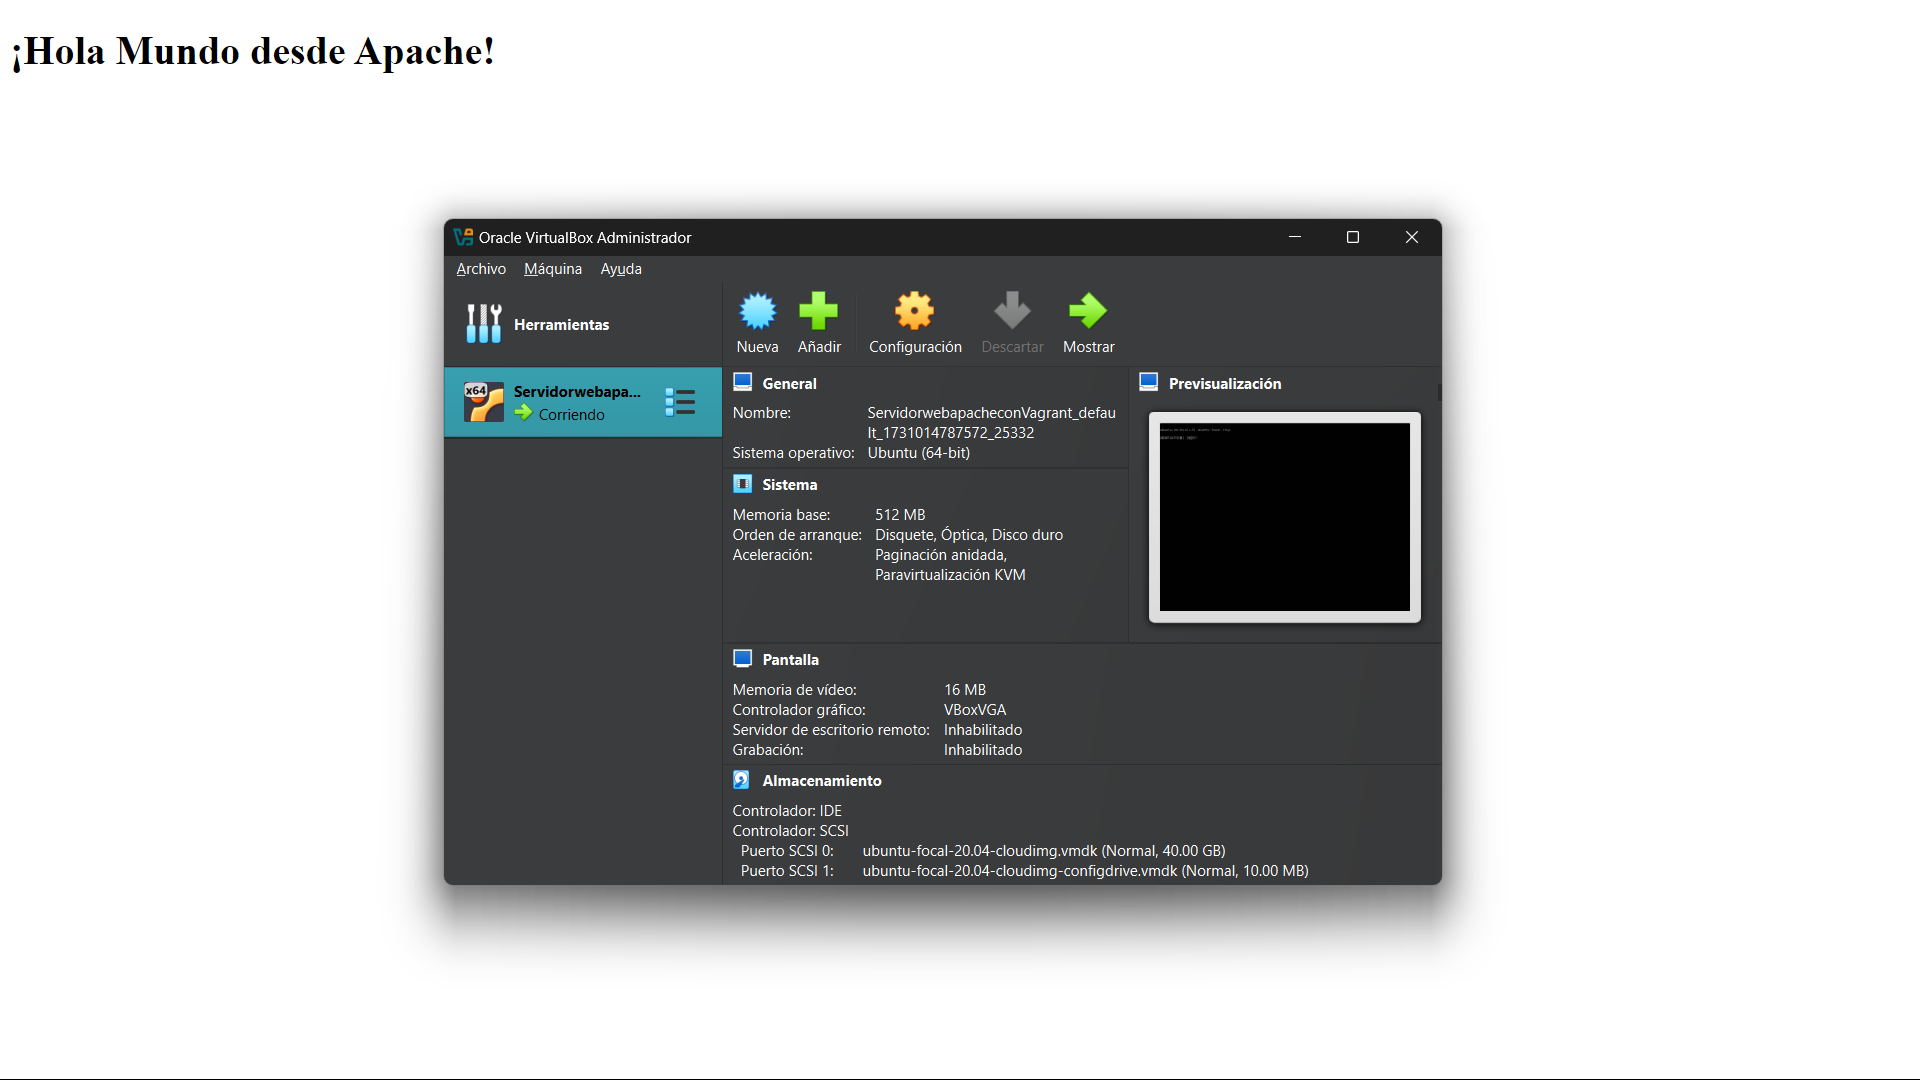 ¡Hola Mundo desde Apache!
Oracle VirtualBox Administrador
Archivo Máquina Ayuda
Herramientas
Nueva Añadir Configuración Descartar Mostrar
x64
Servidorwebapa...
Corriendo
General
Nombre: ServidorwebapacheconVagrant_defau
lt_1731014787572_25332
Sistema operativo: Ubuntu (64-bit)
Sistema
Memoria base: 512 MB
Orden de arranque: Disquete, Óptica, Disco duro
Aceleración: Paginación anidada,
Paravirtualización KVM
Previsualización
Pantalla
Memoria de vídeo: 16 MB
Controlador gráfico: VBoxVGA
Servidor de escritorio remoto: Inhabilitado
Grabación: Inhabilitado
Almacenamiento
Controlador: IDE
Controlador: SCSI
Puerto SCSI 0: ubuntu-focal-20.04-cloudimg.vmdk (Normal, 40.00 GB)
Puerto SCSI 1: ubuntu-focal-20.04-cloudimg-configdrive.vmdk (Normal, 10.00 MB)